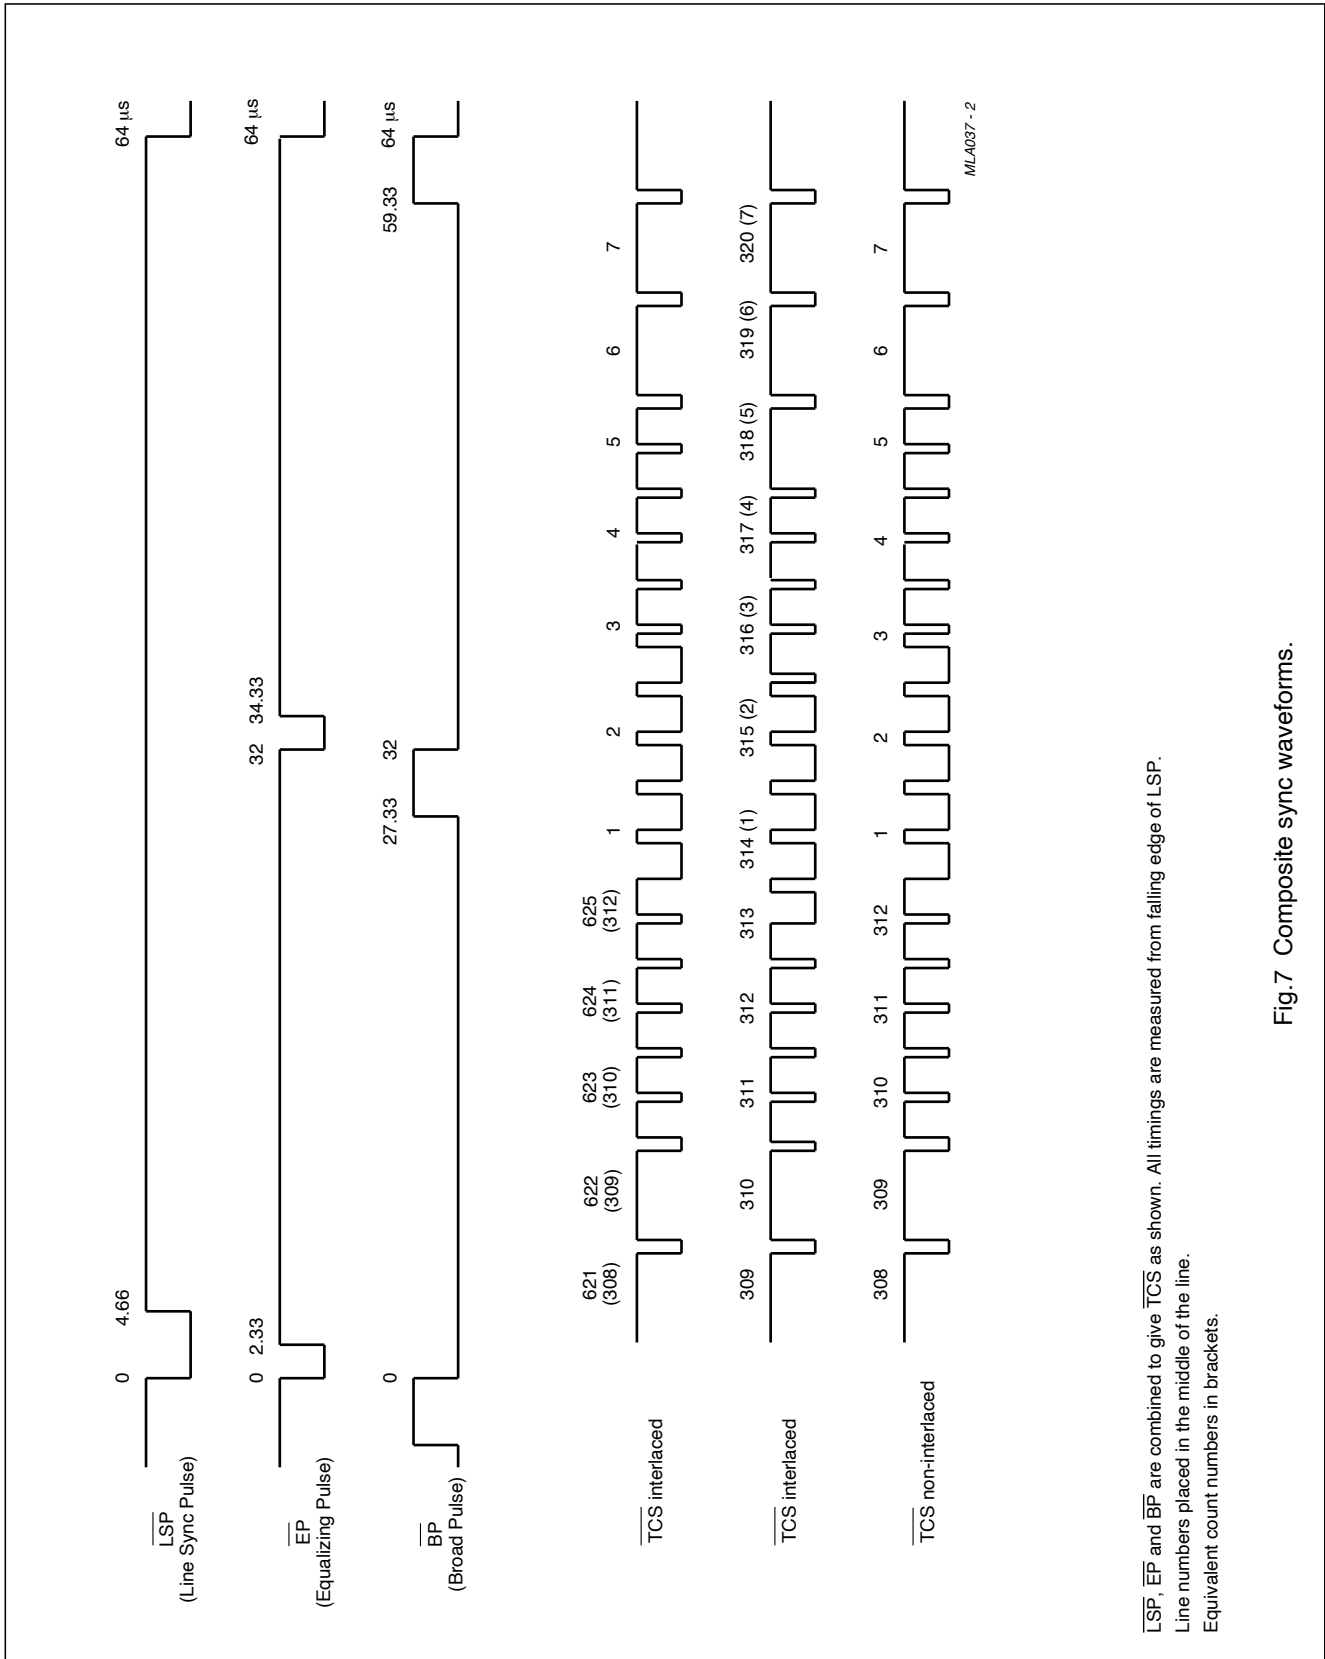 0 4.66 64 µs
LSP
(Line Sync Pulse)
0 2.33 32 34.33 64 µs
EP
(Equalizing Pulse)
0 27.33 32 59.33 64 µs
BP
(Broad Pulse)
621 622 623 624 625 1 2 3 4 5 6 7
(308) (309) (310) (311) (312)
TCS interlaced
309 310 311 312 313 314 (1) 315 (2) 316 (3) 317 (4) 318 (5) 319 (6) 320 (7)
TCS interlaced
308 309 310 311 312 1 2 3 4 5 6 7
TCS non-interlaced
MLA037 - 2
LSP, EP and BP are combined to give TCS as shown. All timings are measured from falling edge of LSP.
Line numbers placed in the middle of the line.
Equivalent count numbers in brackets.
Fig.7 Composite sync waveforms.